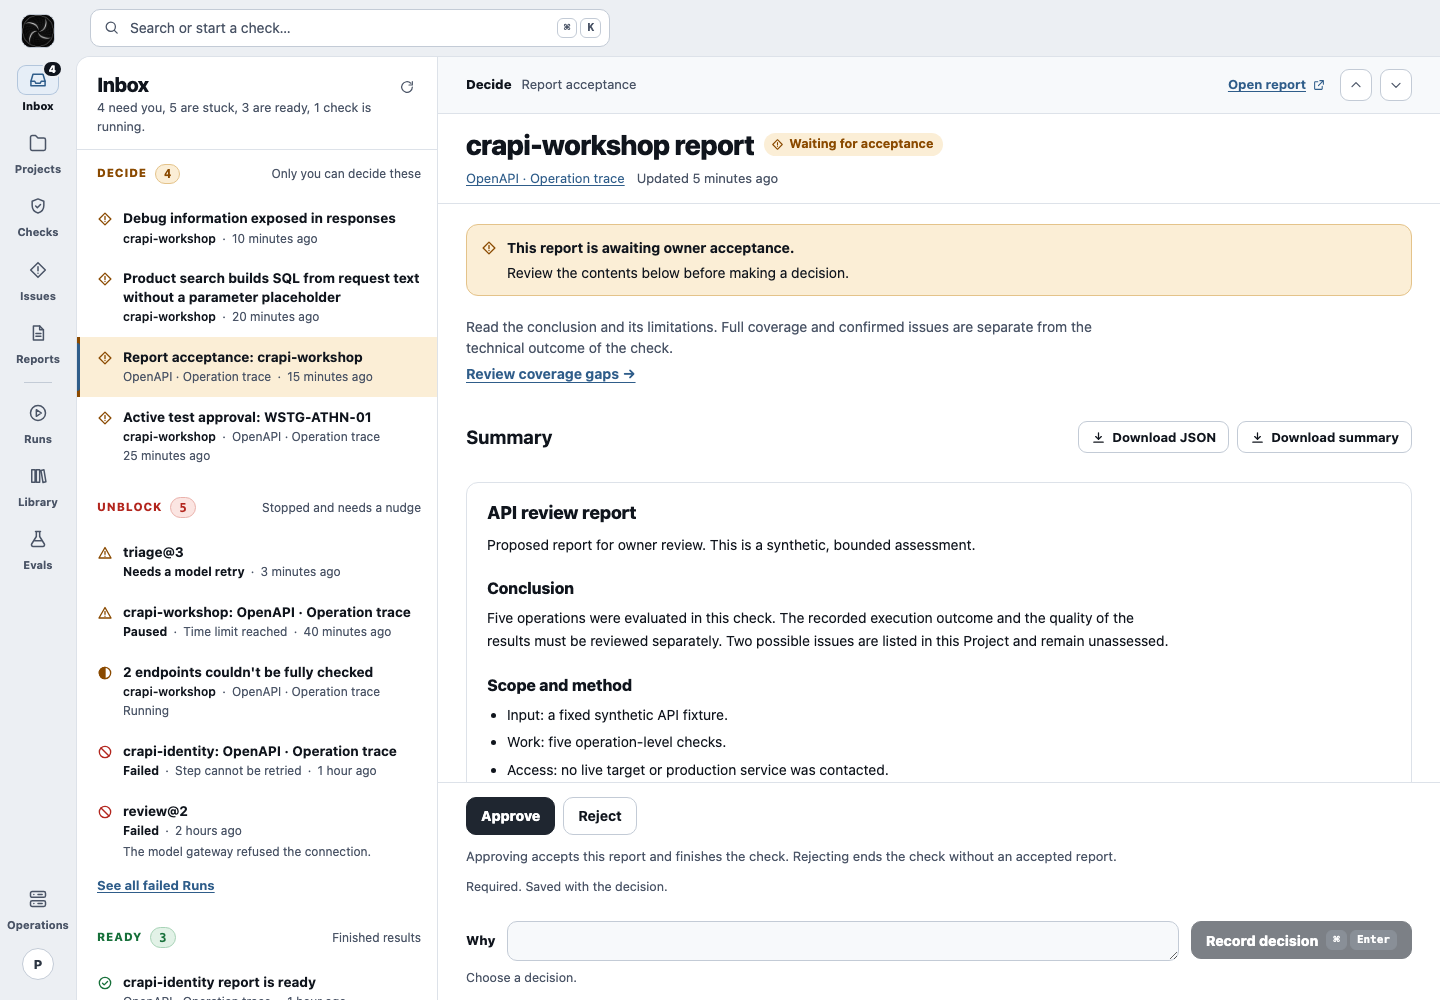 Search or start a check...
⌘ K
4
Inbox
Projects
Checks
Issues
Reports
Runs
Library
Evals
Operations
P
Inbox
4 need you, 5 are stuck, 3 are ready, 1 check is
running.
DECIDE 4 Only you can decide these
Debug information exposed in responses
crapi-workshop · 10 minutes ago
Product search builds SQL from request text
without a parameter placeholder
crapi-workshop · 20 minutes ago
Report acceptance: crapi-workshop
OpenAPI · Operation trace · 15 minutes ago
Active test approval: WSTG-ATHN-01
crapi-workshop · OpenAPI · Operation trace
25 minutes ago
UNBLOCK 5 Stopped and needs a nudge
triage@3
Needs a model retry · 3 minutes ago
crapi-workshop: OpenAPI · Operation trace
Paused · Time limit reached · 40 minutes ago
2 endpoints couldn't be fully checked
crapi-workshop · OpenAPI · Operation trace
Running
crapi-identity: OpenAPI · Operation trace
Failed · Step cannot be retried · 1 hour ago
review@2
Failed · 2 hours ago
The model gateway refused the connection.
See all failed Runs
READY 3 Finished results
crapi-identity report is ready
OpenAPI · Operation trace · 1 hour ago
Decide Report acceptance
Open report
crapi-workshop report Waiting for acceptance
OpenAPI · Operation trace Updated 5 minutes ago
This report is awaiting owner acceptance.
Review the contents below before making a decision.
Read the conclusion and its limitations. Full coverage and confirmed issues are separate from the
technical outcome of the check.
Review coverage gaps →
Summary Download JSON Download summary
API review report
Proposed report for owner review. This is a synthetic, bounded assessment.
Conclusion
Five operations were evaluated in this check. The recorded execution outcome and the quality of the
results must be reviewed separately. Two possible issues are listed in this Project and remain unassessed.
Scope and method
• Input: a fixed synthetic API fixture.
• Work: five operation-level checks.
• Access: no live target or production service was contacted.
Approve Reject
Approving accepts this report and finishes the check. Rejecting ends the check without an accepted report.
Required. Saved with the decision.
Why Record decision ⌘ Enter
Choose a decision.